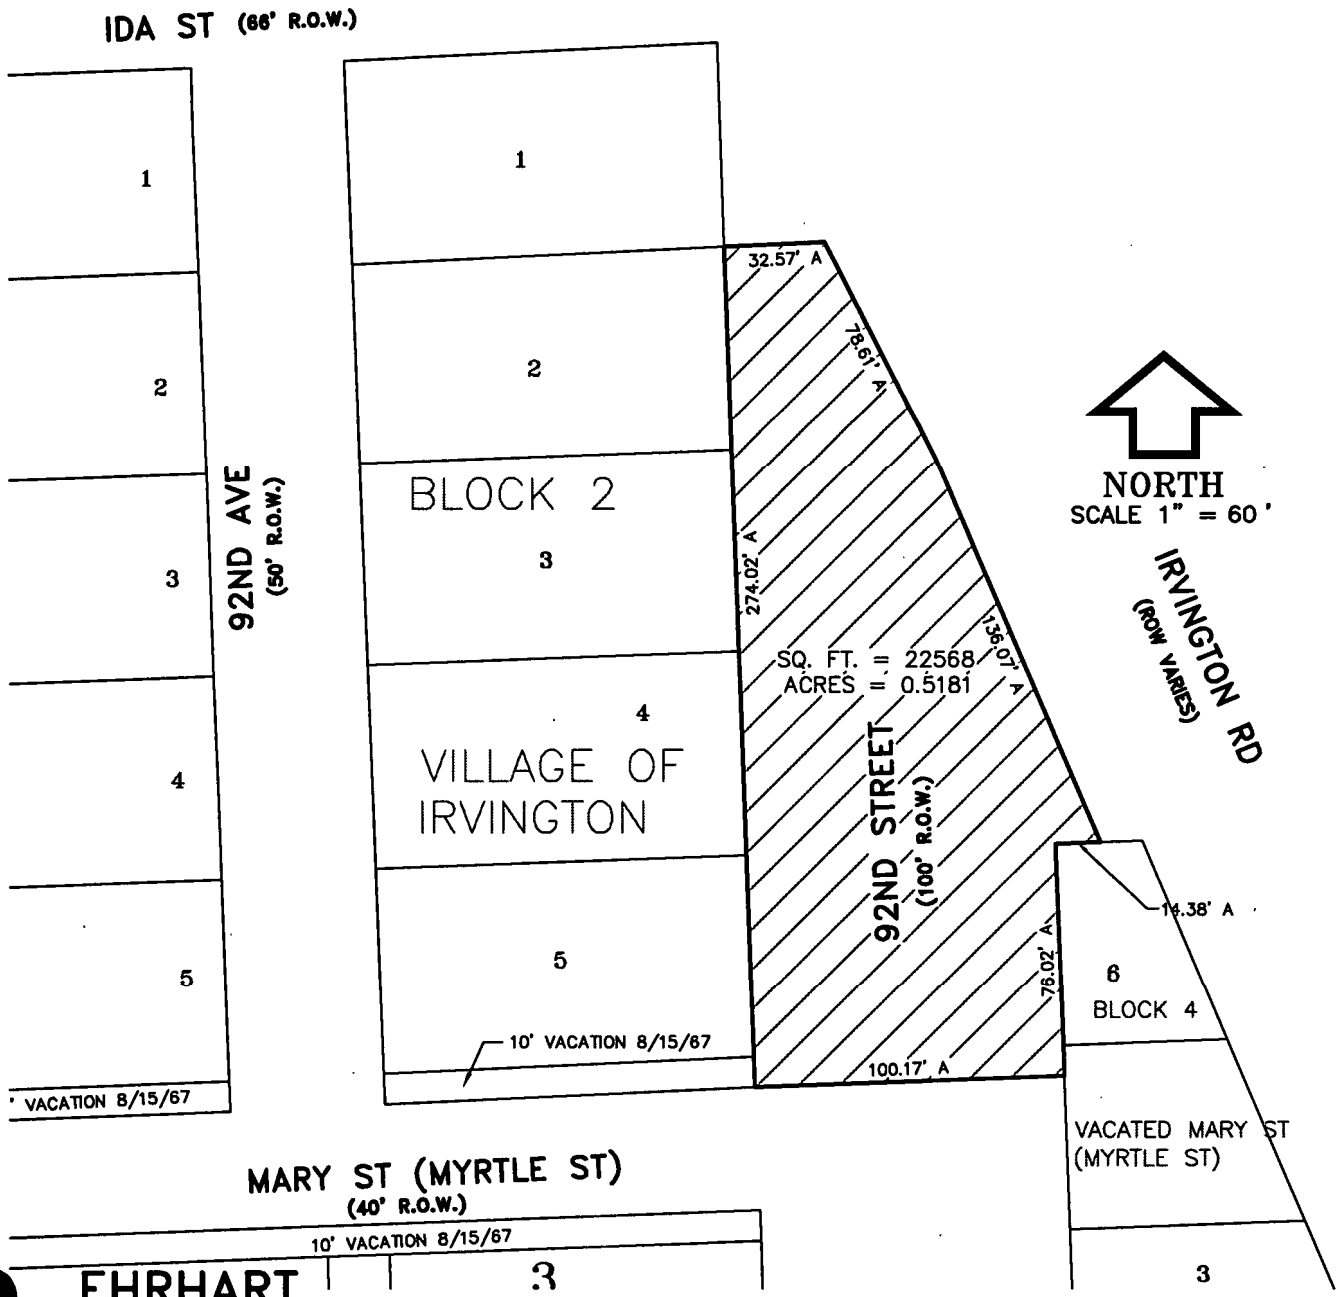 IDA ST (66' R.O.W.)
1
1
32.57' A
78.61' A
2
2
NORTH
SCALE 1" = 60'
BLOCK 2
92ND AVE
(50' R.O.W.)
3
3
274.02' A
IRVINGTON RD
(ROW VARIES)
136.07' A
SQ. FT. = 22568
ACRES = 0.5181
4
4
VILLAGE OF
IRVINGTON
92ND STREET
(100' R.O.W.)
14.38' A
76.02' A
5
5
6
BLOCK 4
10' VACATION 8/15/67
100.17' A
' VACATION 8/15/67
VACATED MARY ST
(MYRTLE ST)
MARY ST (MYRTLE ST)
(40' R.O.W.)
10' VACATION 8/15/67
EHRHART
3
3